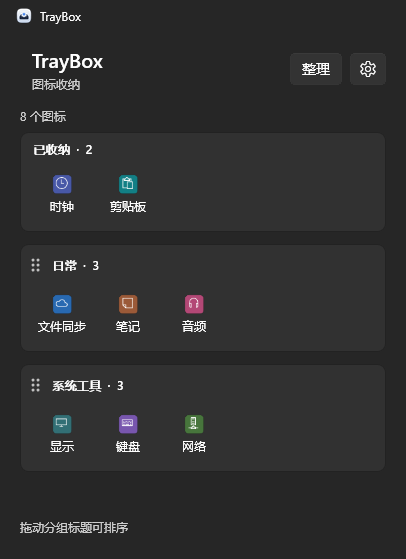 TrayBox
TrayBox
图标收纳
整理
8 个图标
已收纳 · 2
时钟 剪贴板
日常 · 3
文件同步 笔记 音频
系统工具 · 3
显示 键盘 网络
拖动分组标题可排序